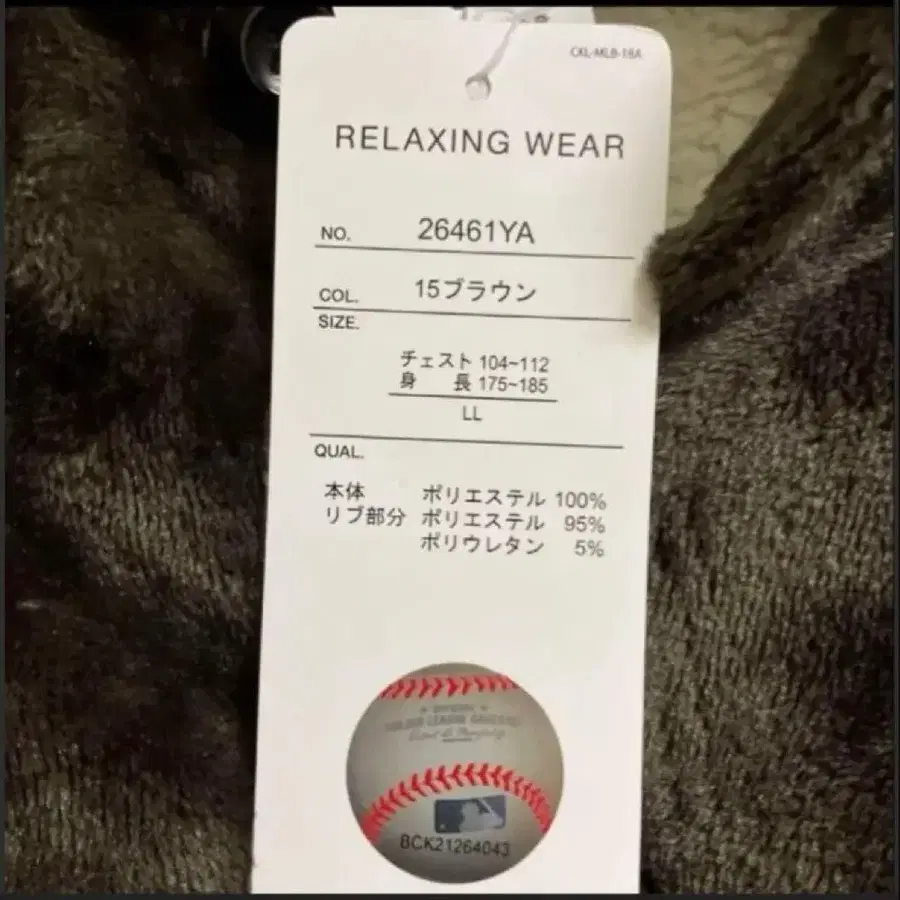 CKL-MLB-18A
RELAXING WEAR
NO. 26461YA
COL. 15ブラウン
SIZE.
チェスト 104~112
身 長 175~185
LL
QUAL.
本体 ポリエステル 100%
リブ部分 ポリエステル 95%
ポリウレタン 5%
BCK21264043